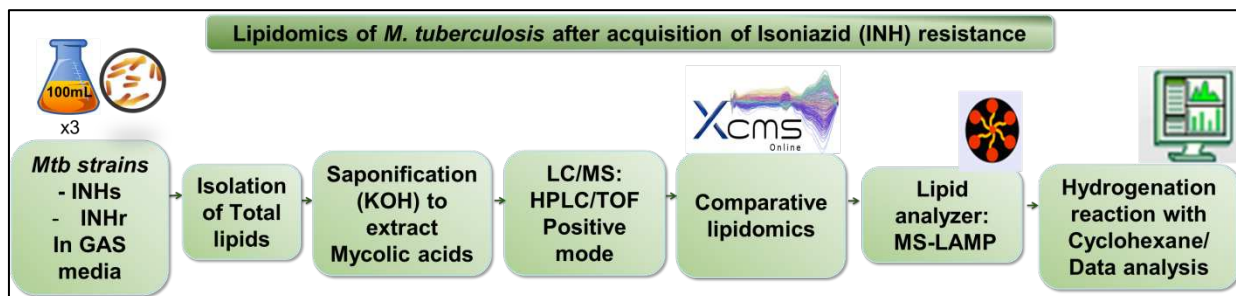 Lipidomics of M. tuberculosis after acquisition of Isoniazid (INH) resistance
100mL
x3
Mtb strains
- INHs
- INHr
In GAS
media
Isolation
of Total
lipids
Saponification
(KOH) to
extract
Mycolic acids
LC/MS:
HPLC/TOF
Positive
mode
Xcms
Online
Comparative
lipidomics
Lipid
analyzer:
MS-LAMP
Hydrogenation
reaction with
Cyclohexane/
Data analysis